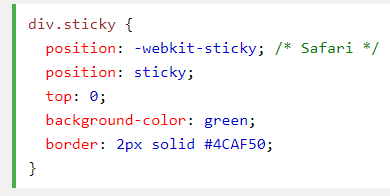 div.sticky {
  position: -webkit-sticky; /* Safari */
  position: sticky;
  top: 0;
  background-color: green;
  border: 2px solid #4CAF50;
}